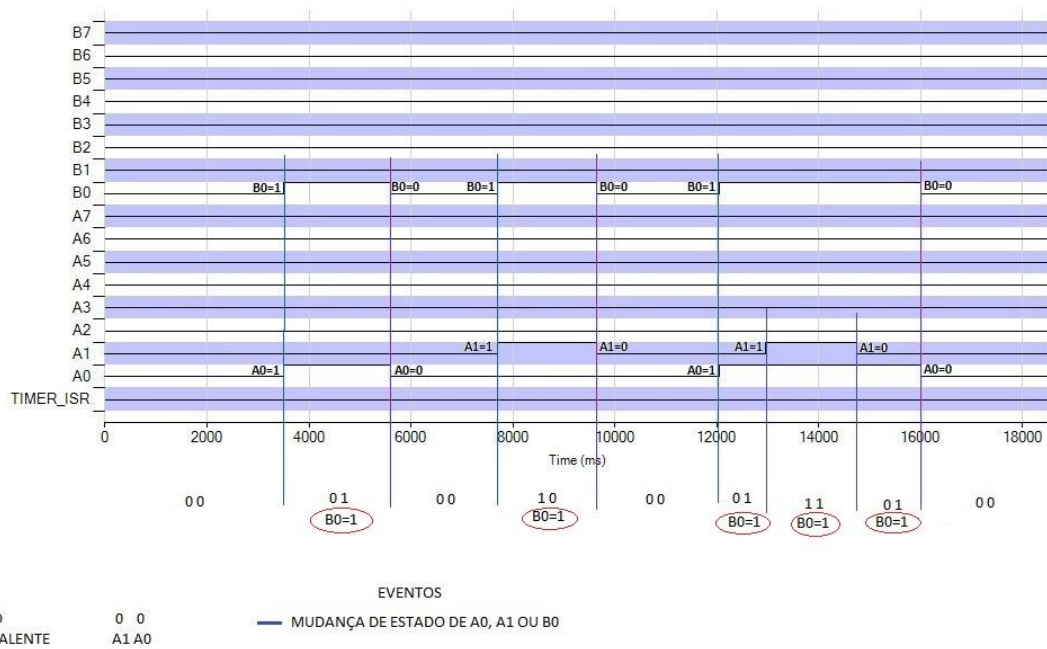 B7
B6
B5
B4
B3
B2
B1
B0 B0=1 B0=0 B0=1 B0=0 B0=1 B0=0
A7
A6
A5
A4
A3
A2
A1 A1=1 A1=0 A1=1 A1=0
A0 A0=1 A0=0 A0=1 A0=0
TIMER_ISR
0 2000 4000 6000 8000 10000 12000 14000 16000 18000
Time (ms)
0 0 0 1 0 0 1 0 0 0 0 1 1 1 0 1 0 0
B0=1 B0=1 B0=1 B0=1 B0=1
EVENTOS
0 0 MUDANÇA DE ESTADO DE A0, A1 OU B0
ALENTE A1 A0